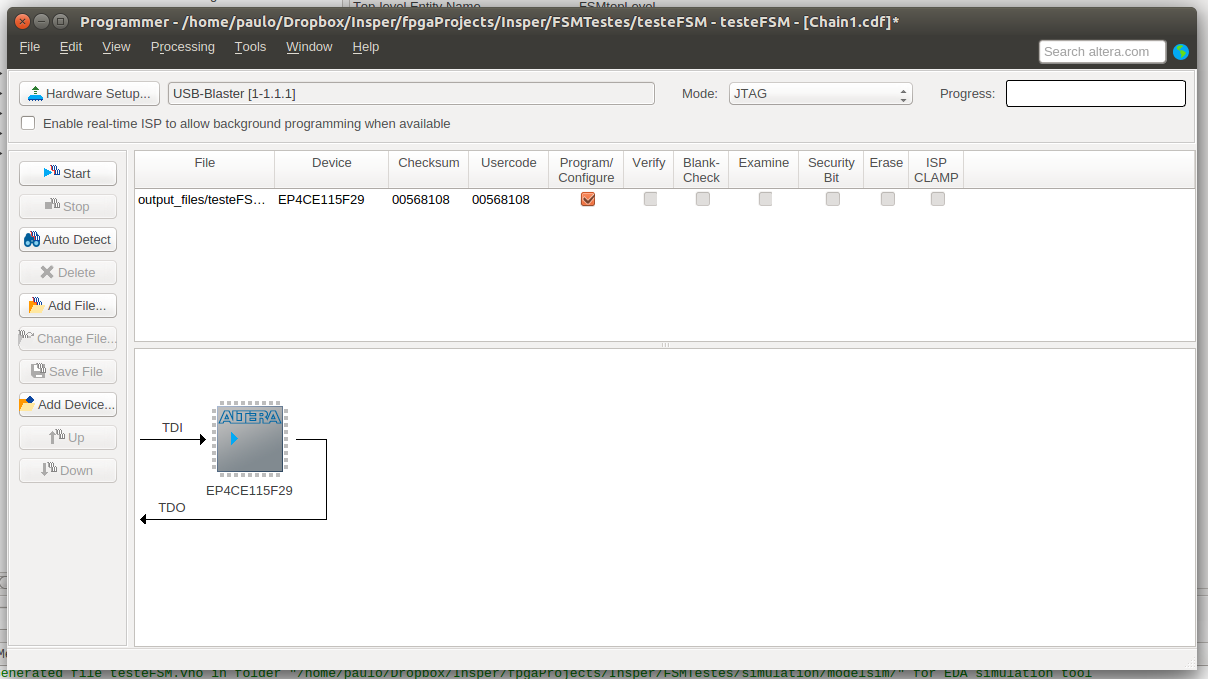 Top-level Entity Name FSMtopLevel
Programmer - /home/paulo/Dropbox/Insper/fpgaProjects/Insper/FSMTestes/testeFSM - testeFSM - [Chain1.cdf]*
File Edit View Processing Tools Window Help
Search altera.com
Hardware Setup... USB-Blaster [1-1.1.1] Mode: JTAG Progress:
Enable real-time ISP to allow background programming when available
Start
Stop
Auto Detect
Delete
Add File...
Change File...
Save File
Add Device...
Up
Down
File Device Checksum Usercode Program/ Verify Blank- Examine Security Erase ISP
Configure Check Bit CLAMP
output_files/testeFS... EP4CE115F29 00568108 00568108
ALTERA
TDI
EP4CE115F29
TDO
enerated file testeFSM.vho in folder "/home/paulo/Dropbox/Insper/fpgaProjects/Insper/FSMTestes/simulation/modelsim/" for EDA simulation tool